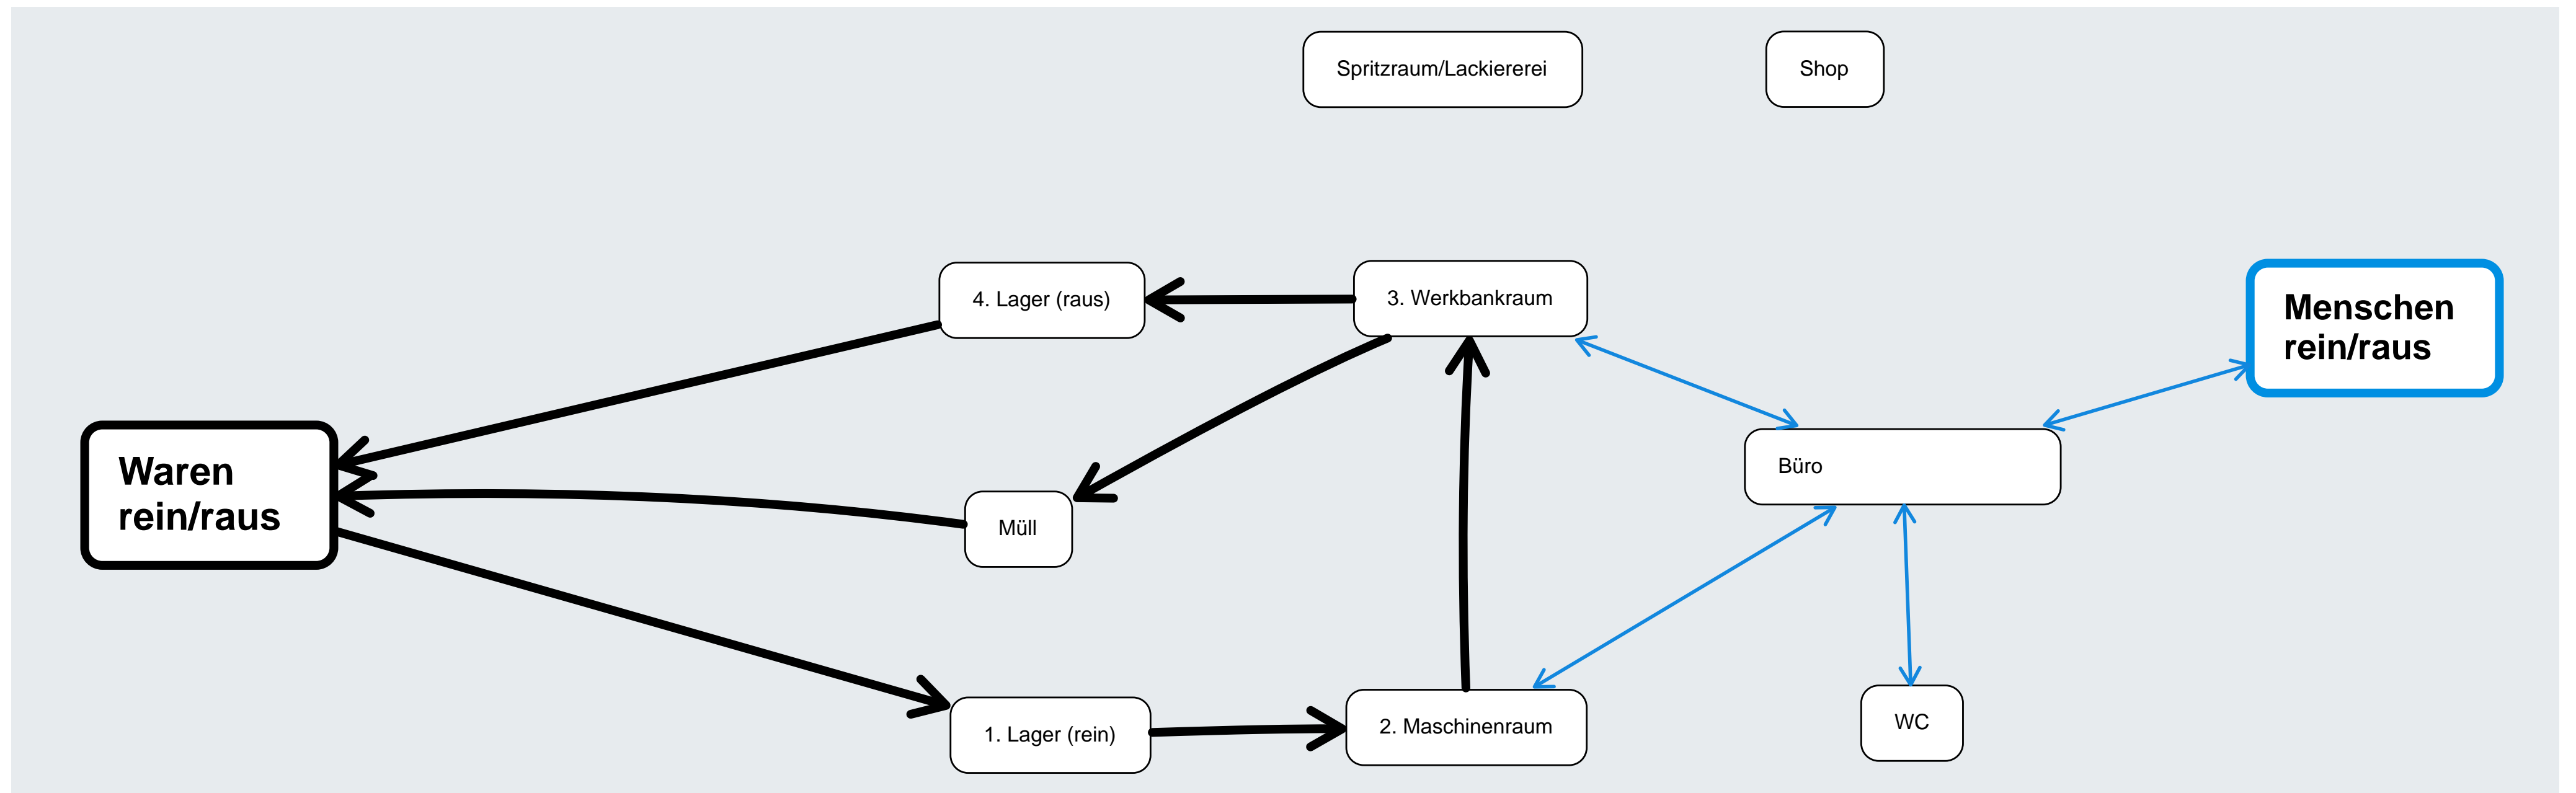 Spritzraum/Lackiererei
Shop
4. Lager (raus)
3. Werkbankraum
Menschen
rein/raus
Waren
rein/raus
Büro
Müll
1. Lager (rein)
2. Maschinenraum
WC